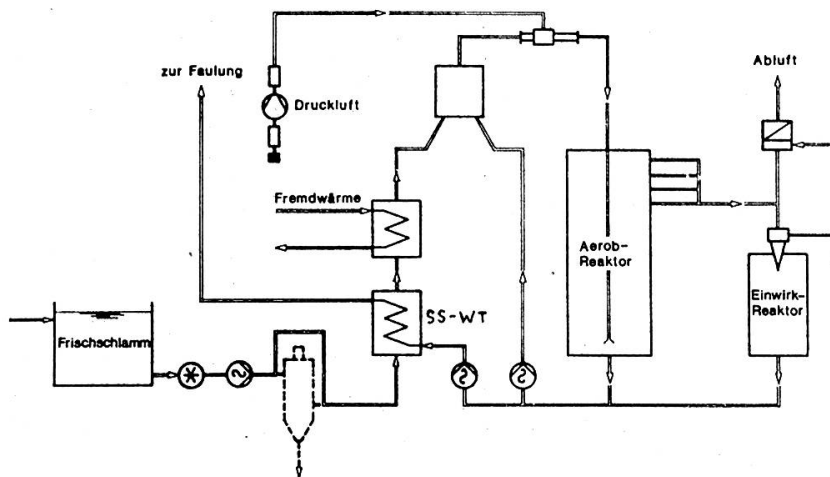 zur Faulung
Druckluft
Abluft
Fremdwärme
Aerob-
Reaktor
Einwirk-
Reaktor
SS-WT
Frischschlamm